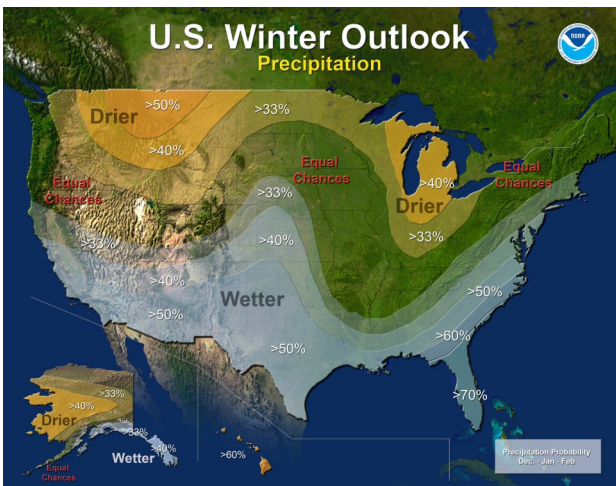 U.S. Winter Outlook
Precipitation
NOAA
>50%
>33%
Drier
>40%
Equal
Chances
Equal
Chances
Equal
Chances
>33%
>40%
Drier
>33%
>33%
>40%
>40%
Wetter
>50%
>50%
>50%
>60%
>70%
>33%
>40%
Drier
>33%
Wetter
>40%
Equal
Chances
>60%
Precipitation Probability
Dec. - Jan - Feb